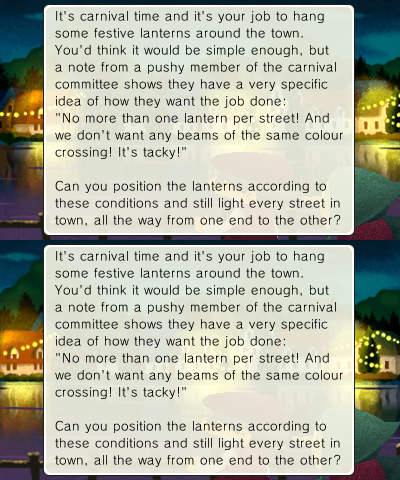 It's carnival time and it's your job to hang
some festive lanterns around the town.
You'd think it would be simple enough, but
a note from a pushy member of the carnival
committee shows they have a very specific
idea of how they want the job done:
"No more than one lantern per street! And
we don't want any beams of the same colour
crossing! It's tacky!"
Can you position the lanterns according to
these conditions and still light every street in
town, all the way from one end to the other?
It's carnival time and it's your job to hang
some festive lanterns around the town.
You'd think it would be simple enough, but
a note from a pushy member of the carnival
committee shows they have a very specific
idea of how they want the job done:
"No more than one lantern per street! And
we don't want any beams of the same colour
crossing! It's tacky!"
Can you position the lanterns according to
these conditions and still light every street in
town, all the way from one end to the other?